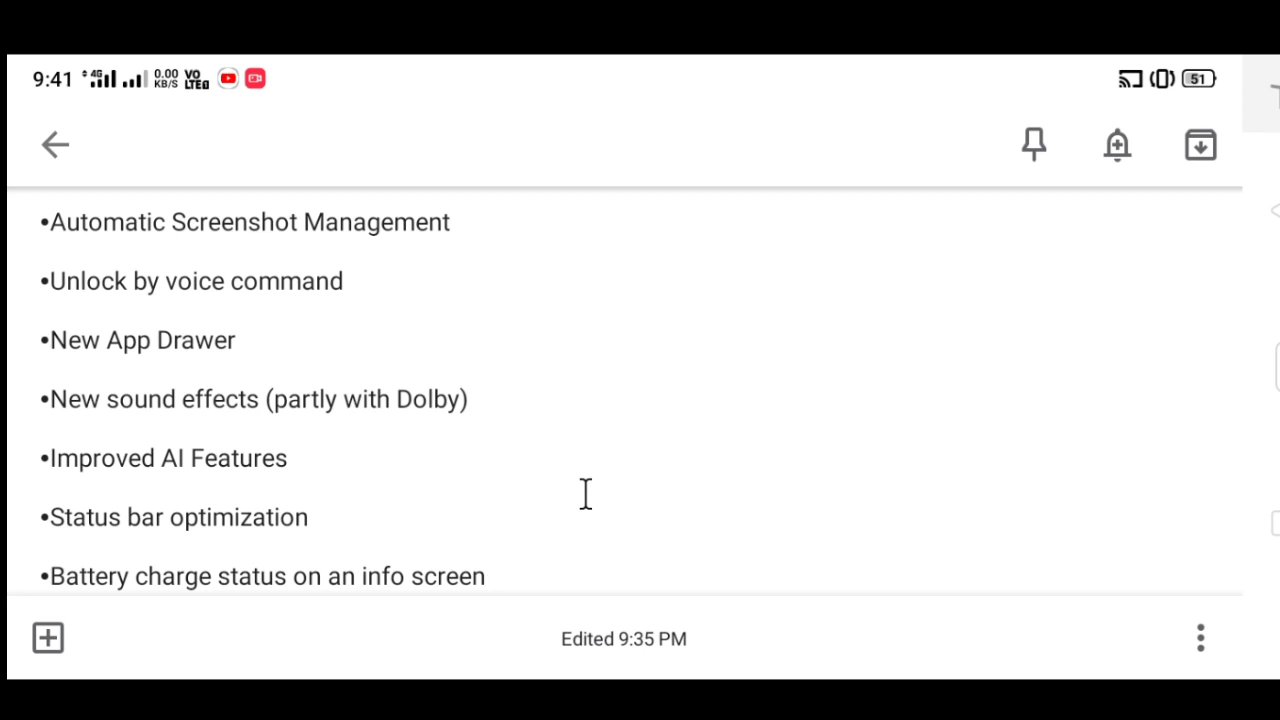 9:41 4G 0.00 KB/S VO LTE 51
•Automatic Screenshot Management
•Unlock by voice command
•New App Drawer
•New sound effects (partly with Dolby)
•Improved AI Features
•Status bar optimization
•Battery charge status on an info screen
Edited 9:35 PM